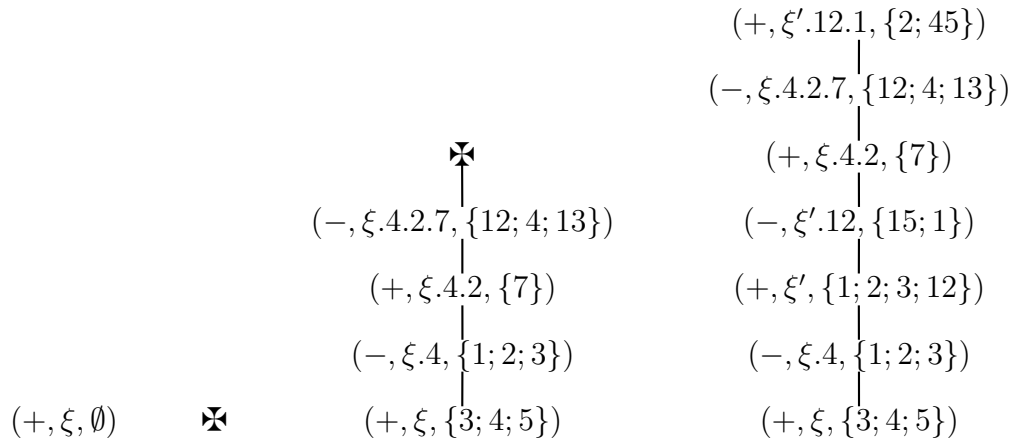 (+, ξ′.12.1, {2; 45})
(−, ξ.4.2.7, {12; 4; 13})
✠ (+, ξ.4.2, {7})
(−, ξ.4.2.7, {12; 4; 13}) (−, ξ′.12, {15; 1})
(+, ξ.4.2, {7}) (+, ξ′, {1; 2; 3; 12})
(−, ξ.4, {1; 2; 3}) (−, ξ.4, {1; 2; 3})
(+, ξ, ∅) ✠ (+, ξ, {3; 4; 5}) (+, ξ, {3; 4; 5})